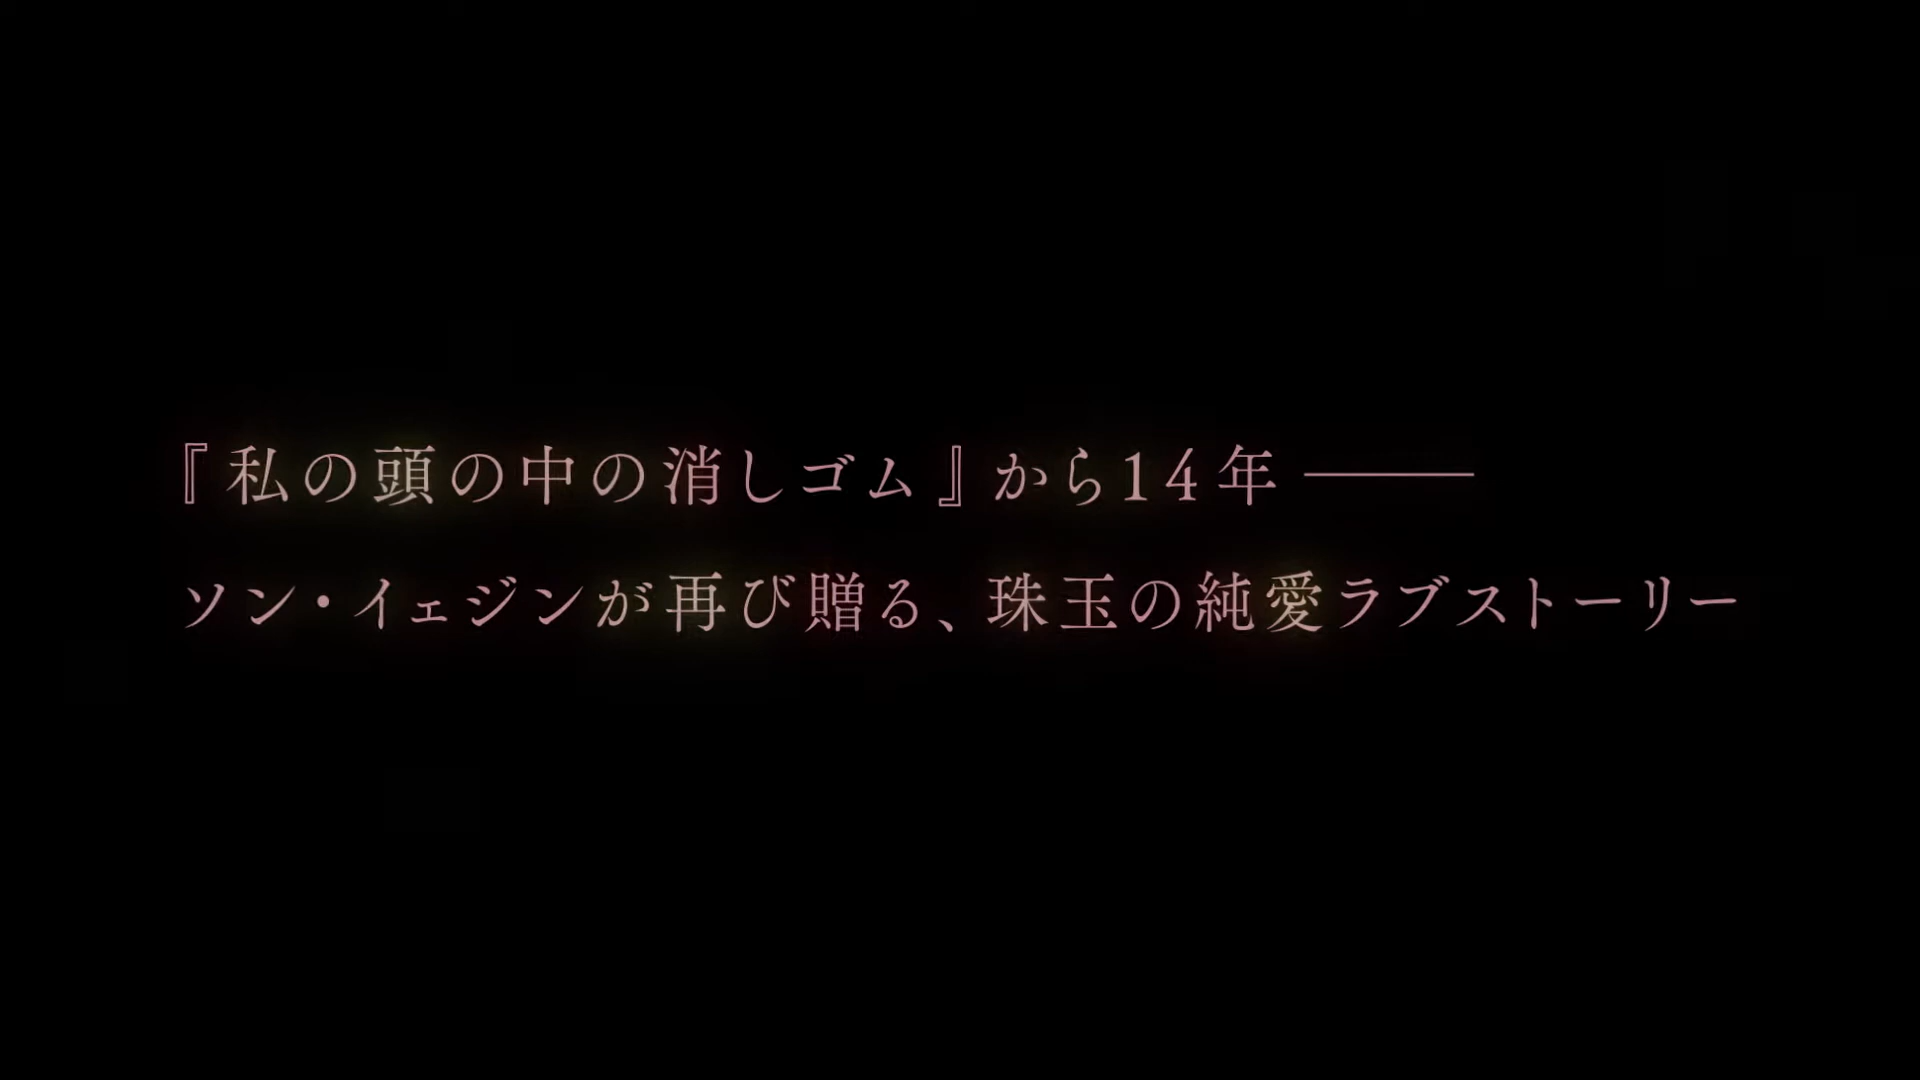 『私の頭の中の消しゴム』から14年 ―――
ソン・イェジンが再び贈る、珠玉の純愛ラブストーリー